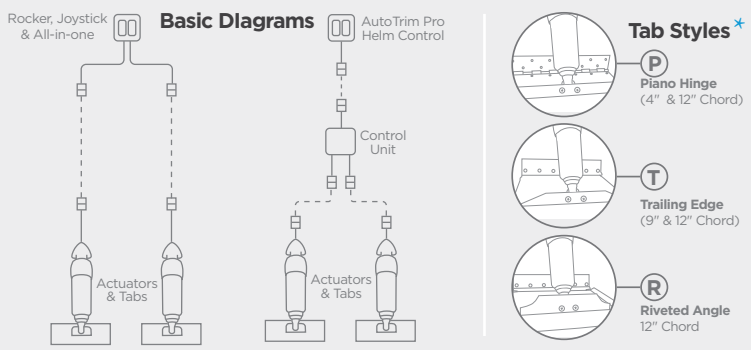 Basic DIagrams
Rocker, Joystick
& All-in-one
AutoTrim Pro
Helm Control
Control
Unit
Actuators
& Tabs
Actuators
& Tabs
Tab Styles*
P
Piano Hinge
(4" & 12" Chord)
T
Trailing Edge
(9" & 12" Chord)
R
Riveted Angle
12" Chord